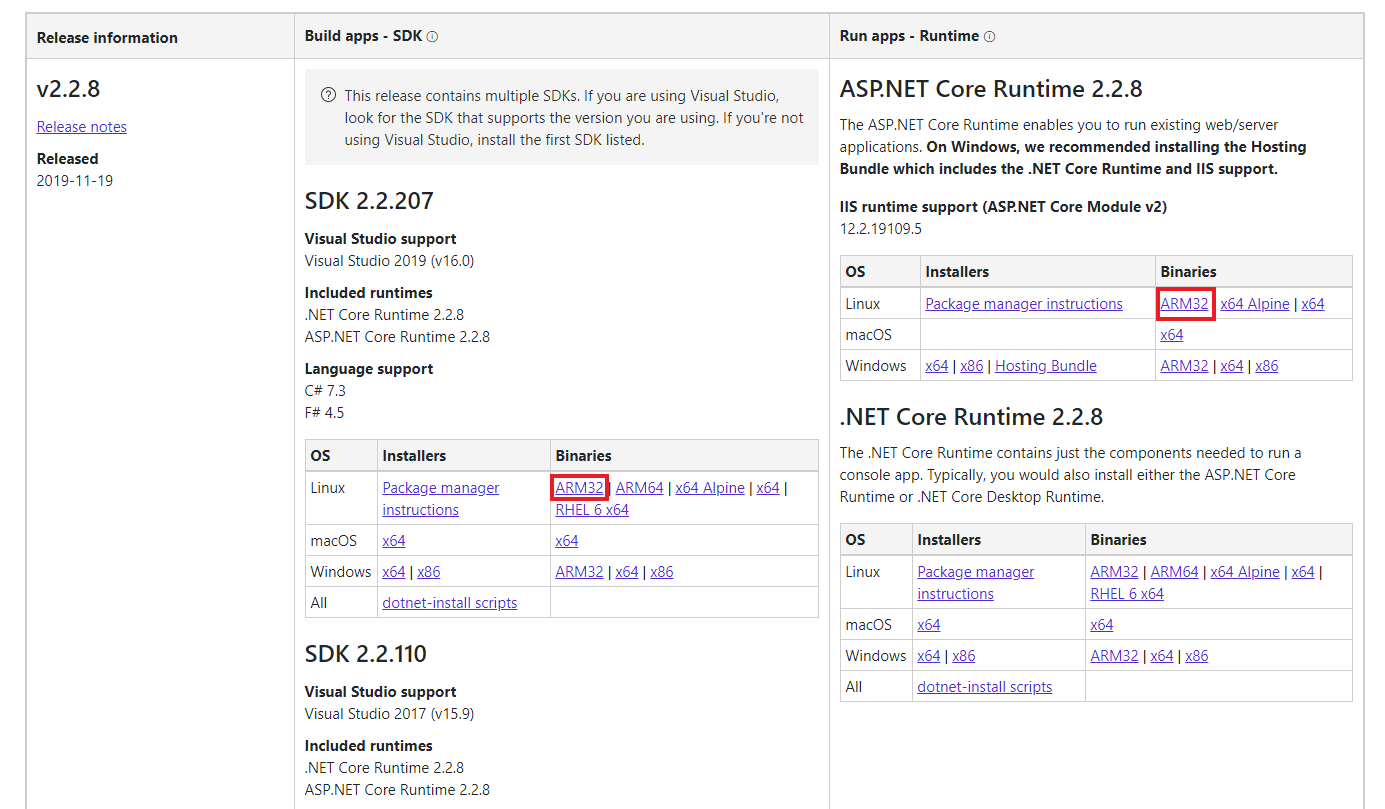 Release information
Build apps - SDK
Run apps - Runtime
v2.2.8
Release notes
Released
2019-11-19
This release contains multiple SDKs. If you are using Visual Studio,
look for the SDK that supports the version you are using. If you're not
using Visual Studio, install the first SDK listed.
SDK 2.2.207
Visual Studio support
Visual Studio 2019 (v16.0)
Included runtimes
.NET Core Runtime 2.2.8
ASP.NET Core Runtime 2.2.8
Language support
C# 7.3
F# 4.5
OS Installers Binaries
Linux Package manager ARM32 | ARM64 | x64 Alpine | x64 |
instructions RHEL 6 x64
macOS x64 x64
Windows x64 | x86 ARM32 | x64 | x86
All dotnet-install scripts
SDK 2.2.110
Visual Studio support
Visual Studio 2017 (v15.9)
Included runtimes
.NET Core Runtime 2.2.8
ASP.NET Core Runtime 2.2.8
ASP.NET Core Runtime 2.2.8
The ASP.NET Core Runtime enables you to run existing web/server
applications. On Windows, we recommended installing the Hosting
Bundle which includes the .NET Core Runtime and IIS support.
IIS runtime support (ASP.NET Core Module v2)
12.2.19109.5
OS Installers Binaries
Linux Package manager instructions ARM32 | x64 Alpine | x64
macOS x64
Windows x64 | x86 | Hosting Bundle ARM32 | x64 | x86
.NET Core Runtime 2.2.8
The .NET Core Runtime contains just the components needed to run a
console app. Typically, you would also install either the ASP.NET Core
Runtime or .NET Core Desktop Runtime.
OS Installers Binaries
Linux Package manager ARM32 | ARM64 | x64 Alpine | x64 |
instructions RHEL 6 x64
macOS x64 x64
Windows x64 | x86 ARM32 | x64 | x86
All dotnet-install scripts